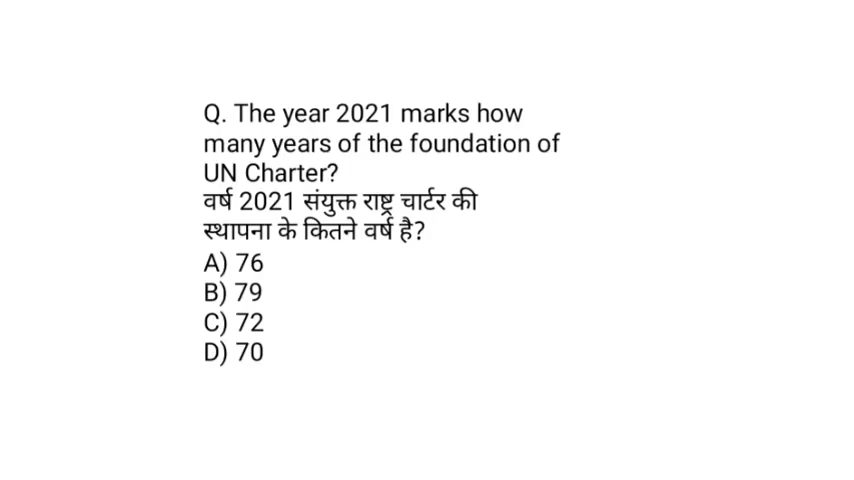 Q. The year 2021 marks how
many years of the foundation of
UN Charter?
वर्ष 2021 संयुक्त राष्ट्र चार्टर की
स्थापना के कितने वर्ष है?
A) 76
B) 79
C) 72
D) 70